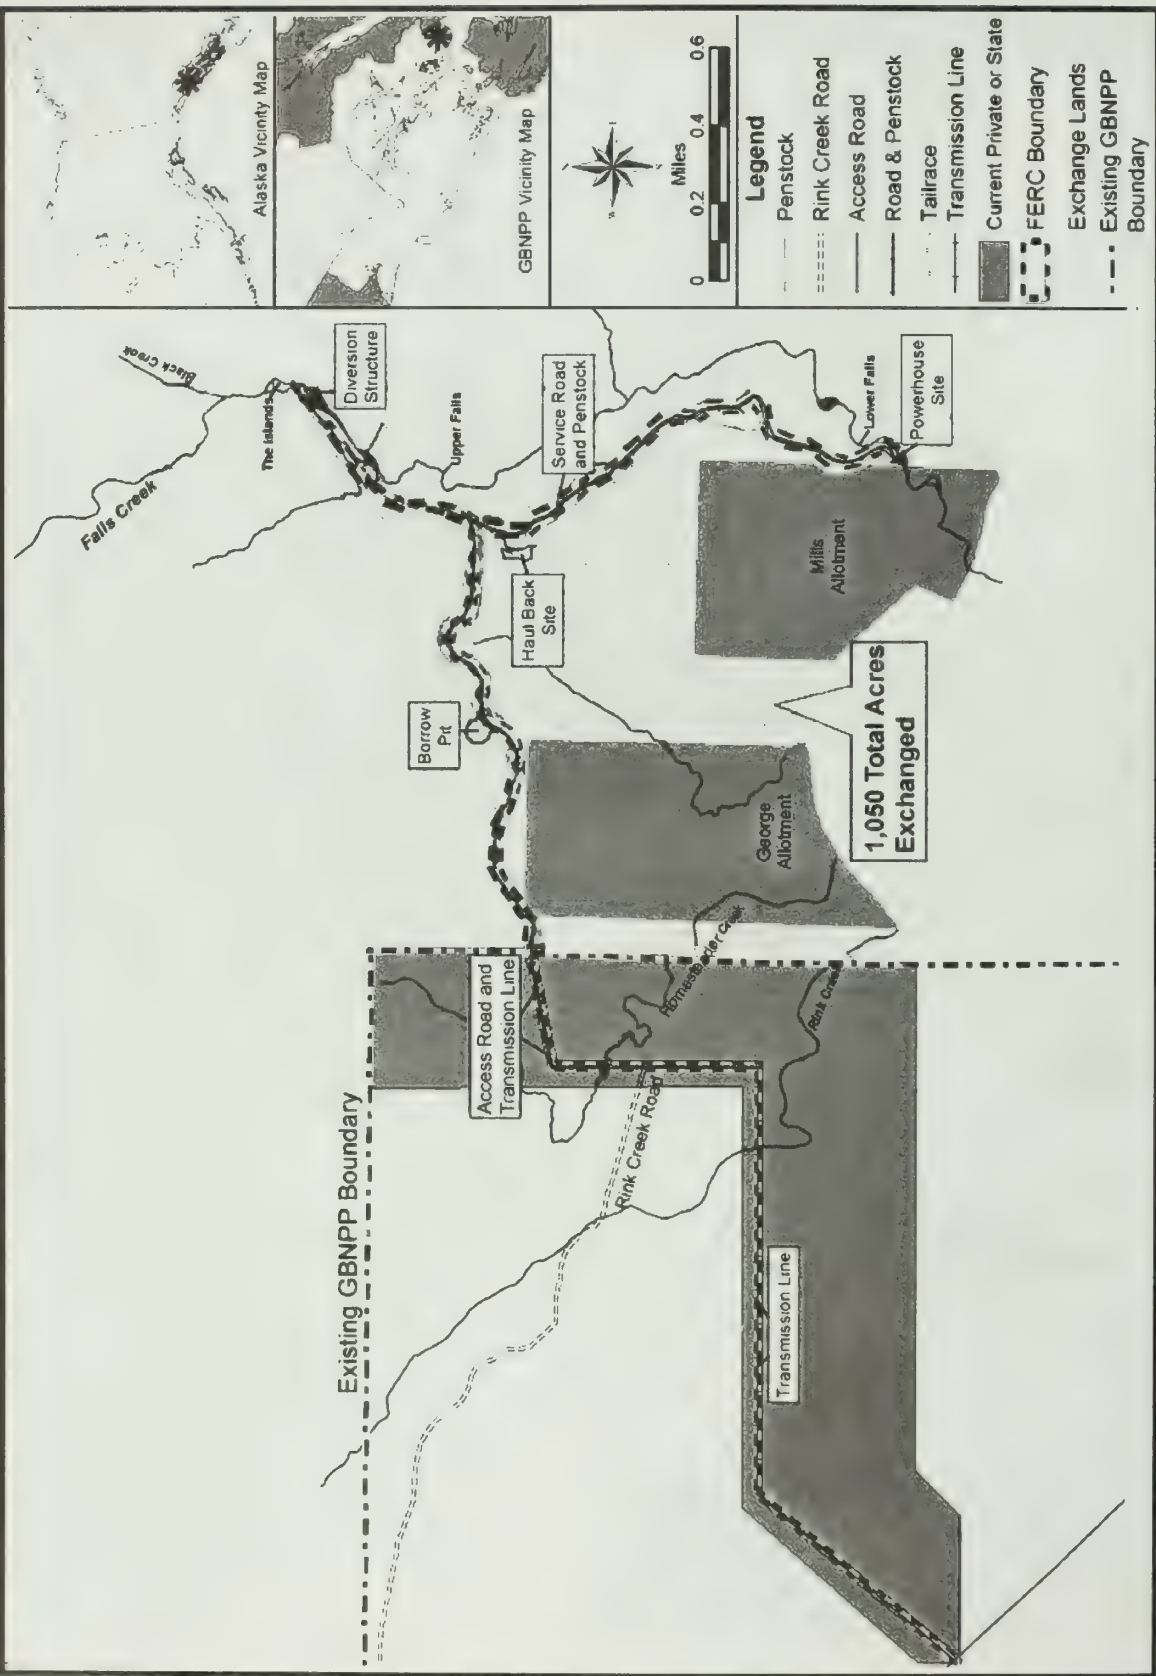 Existing GBNPP Boundary
Falls Creek
Black Creek
The Islands
Diversion
Structure
Upper Falls
Service Road
and Penstock
Lower Falls
Powerhouse
Site
Haul Back
Site
Borrow
Pit
Mills
Allotment
George
Allotment
1,050 Total Acres
Exchanged
Access Road and
Transmission Line
Homesteader Creek
Rink Creek
Rink Creek Road
Transmission Line
Alaska Vicinity Map
GBNPP Vicinity Map
Miles
0 0.2 0.4 0.6
Legend
Penstock
Rink Creek Road
Access Road
Road & Penstock
Tailrace
Transmission Line
Current Private or State
FERC Boundary
Exchange Lands
Existing GBNPP
Boundary